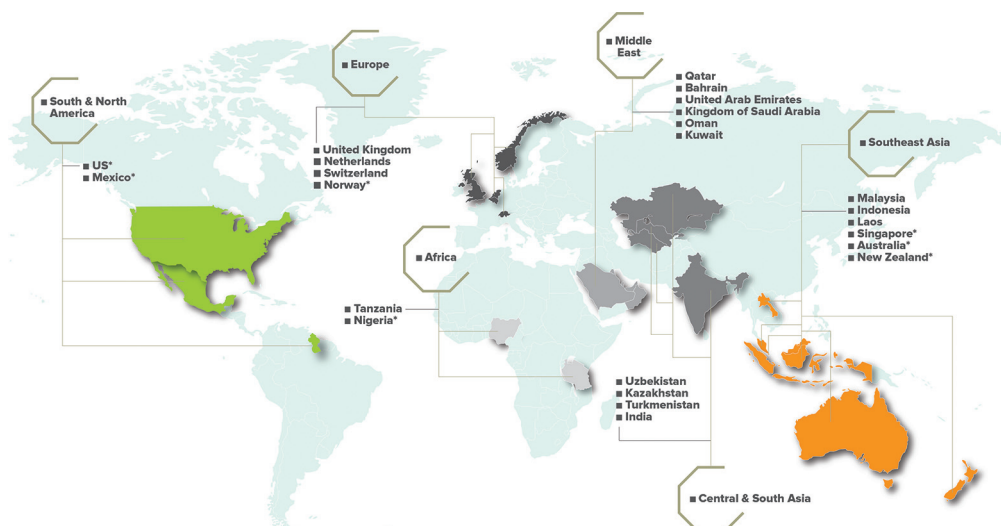 South & North
America
US*
Mexico*
Europe
United Kingdom
Netherlands
Switzerland
Norway*
Middle
East
Qatar
Bahrain
United Arab Emirates
Kingdom of Saudi Arabia
Oman
Kuwait
Southeast Asia
Malaysia
Indonesia
Laos
Singapore*
Australia*
New Zealand*
Africa
Tanzania
Nigeria*
Uzbekistan
Kazakhstan
Turkmenistan
India
Central & South Asia